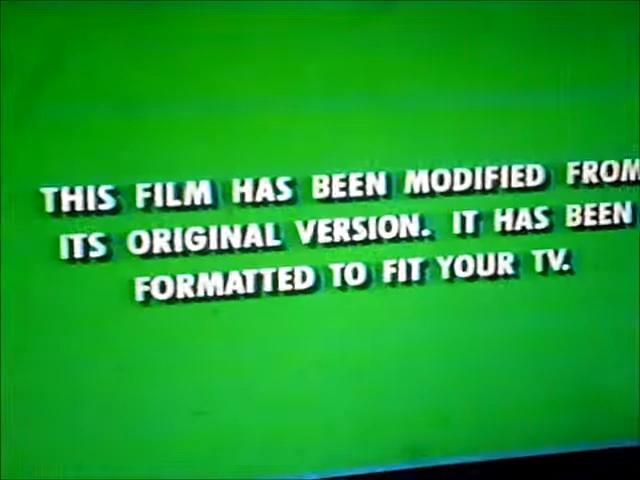 THIS FILM HAS BEEN MODIFIED FROM
ITS ORIGINAL VERSION. IT HAS BEEN
FORMATTED TO FIT YOUR TV.